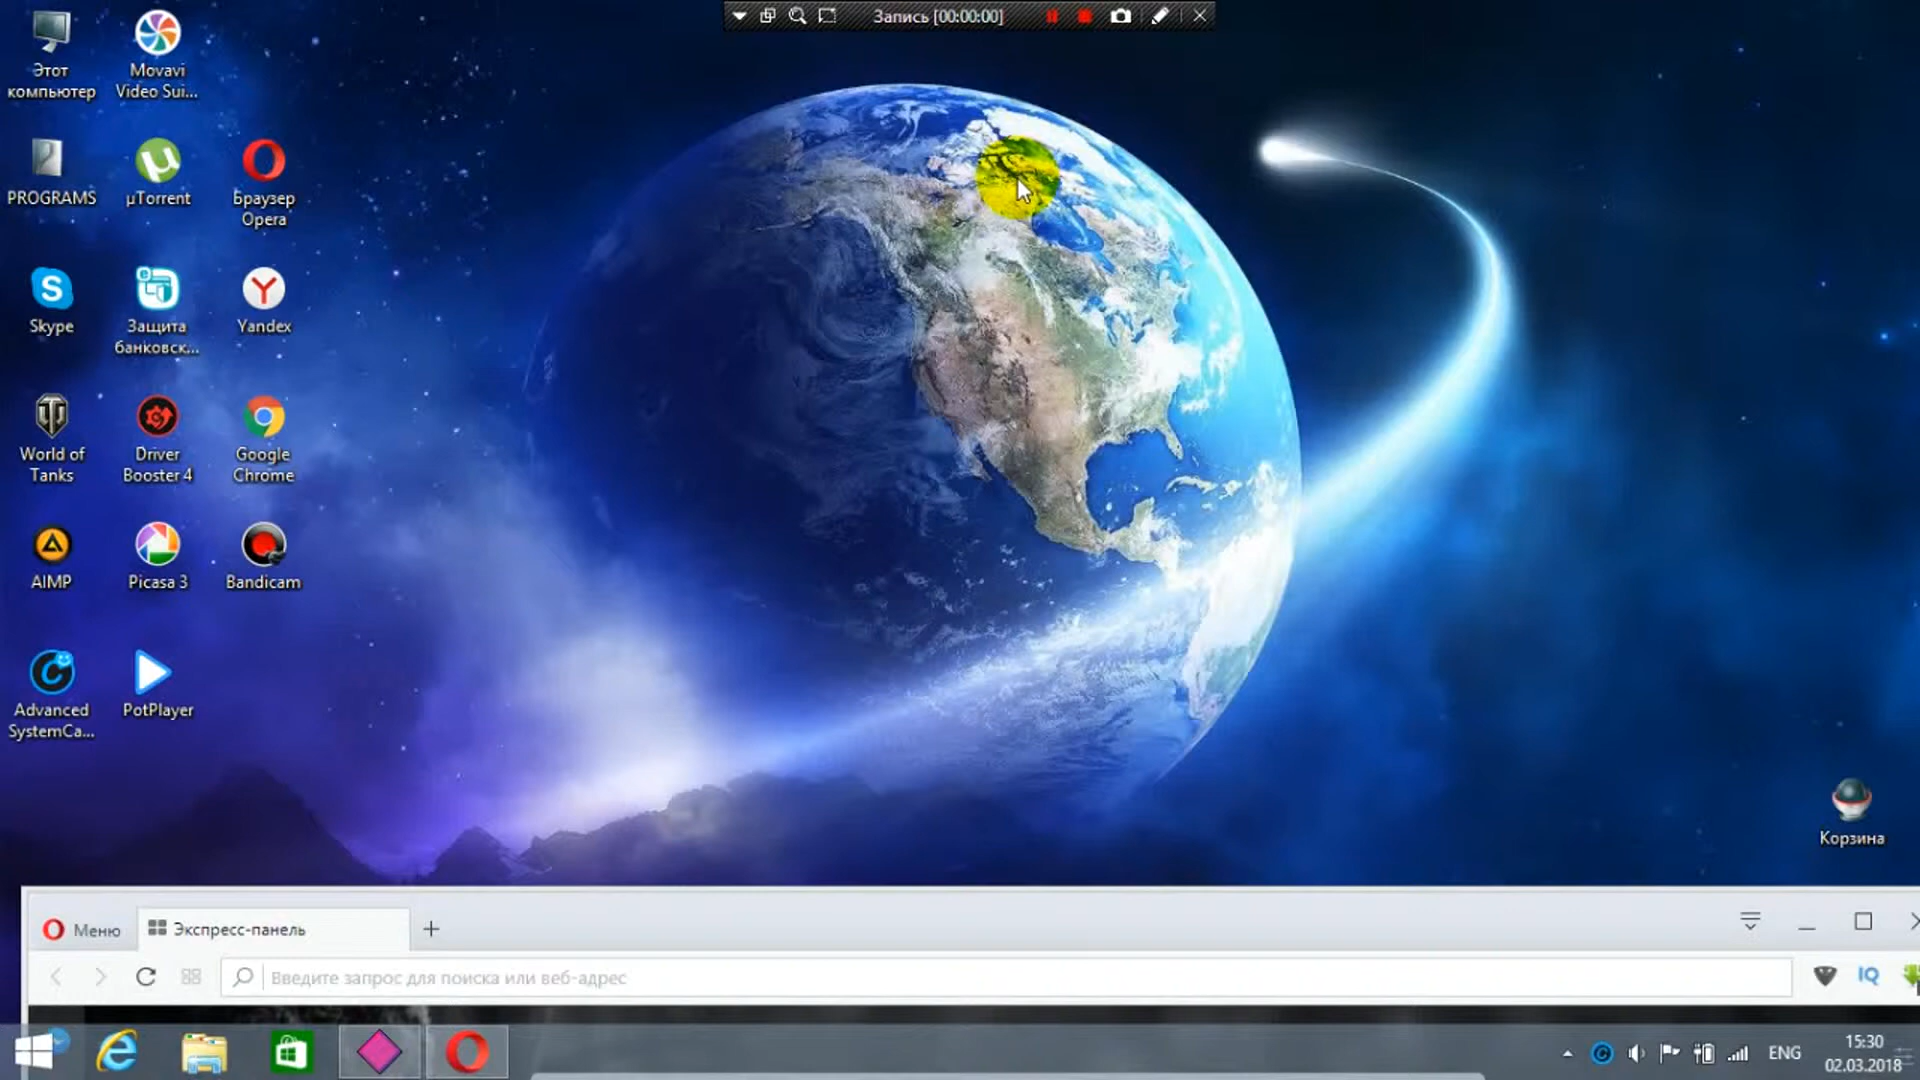 Запись [00:00:00]
Этот
компьютер
Movavi
Video Sui...
PROGRAMS
µTorrent
Браузер
Opera
Skype
Защита
банковск...
Yandex
World of
Tanks
Driver
Booster 4
Google
Chrome
AIMP
Picasa 3
Bandicam
Advanced
SystemCa...
PotPlayer
Корзина
Меню
Экспресс-панель
Введите запрос для поиска или веб-адрес
IQ
ENG
15:30
02.03.2018